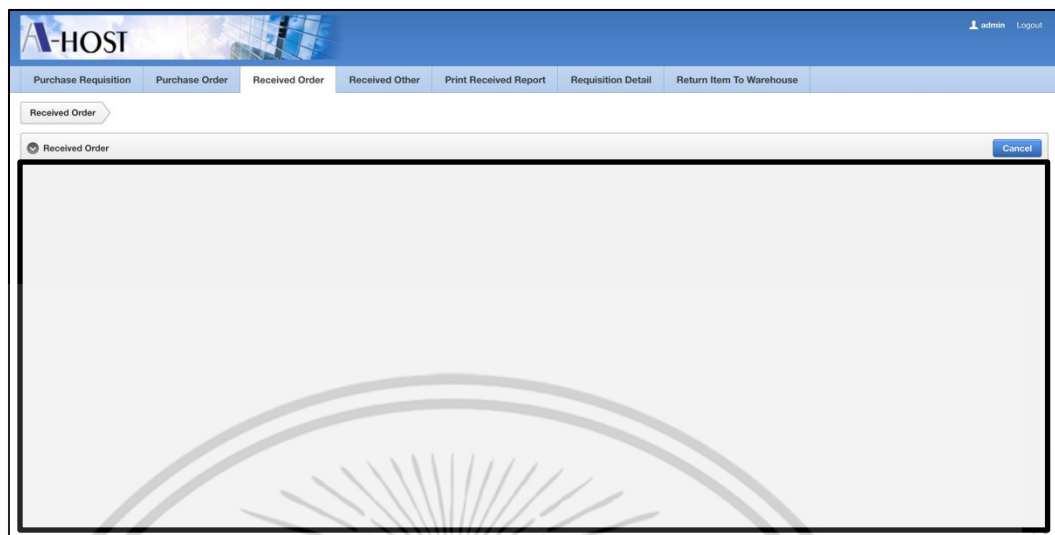 A-HOST
admin Logout
Purchase Requisition Purchase Order Received Order Received Other Print Received Report Requisition Detail Return Item To Warehouse
Received Order
Received Order Cancel